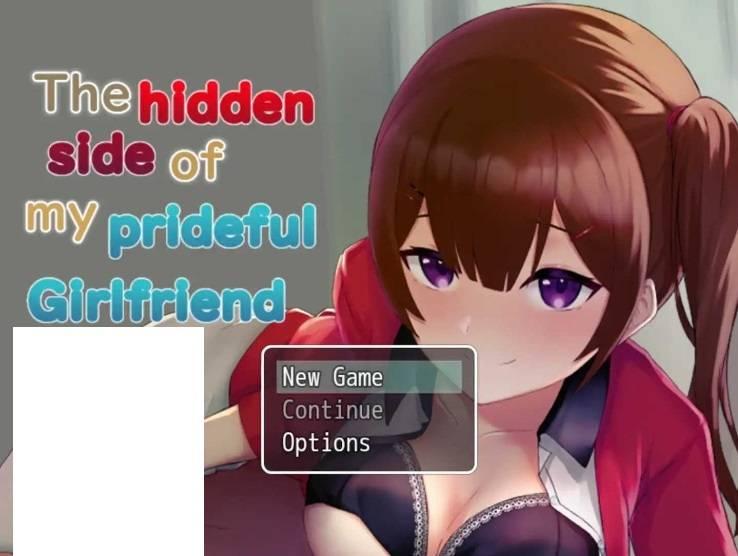 The hidden
side of
my prideful
Girlfriend
New Game
Continue
Options